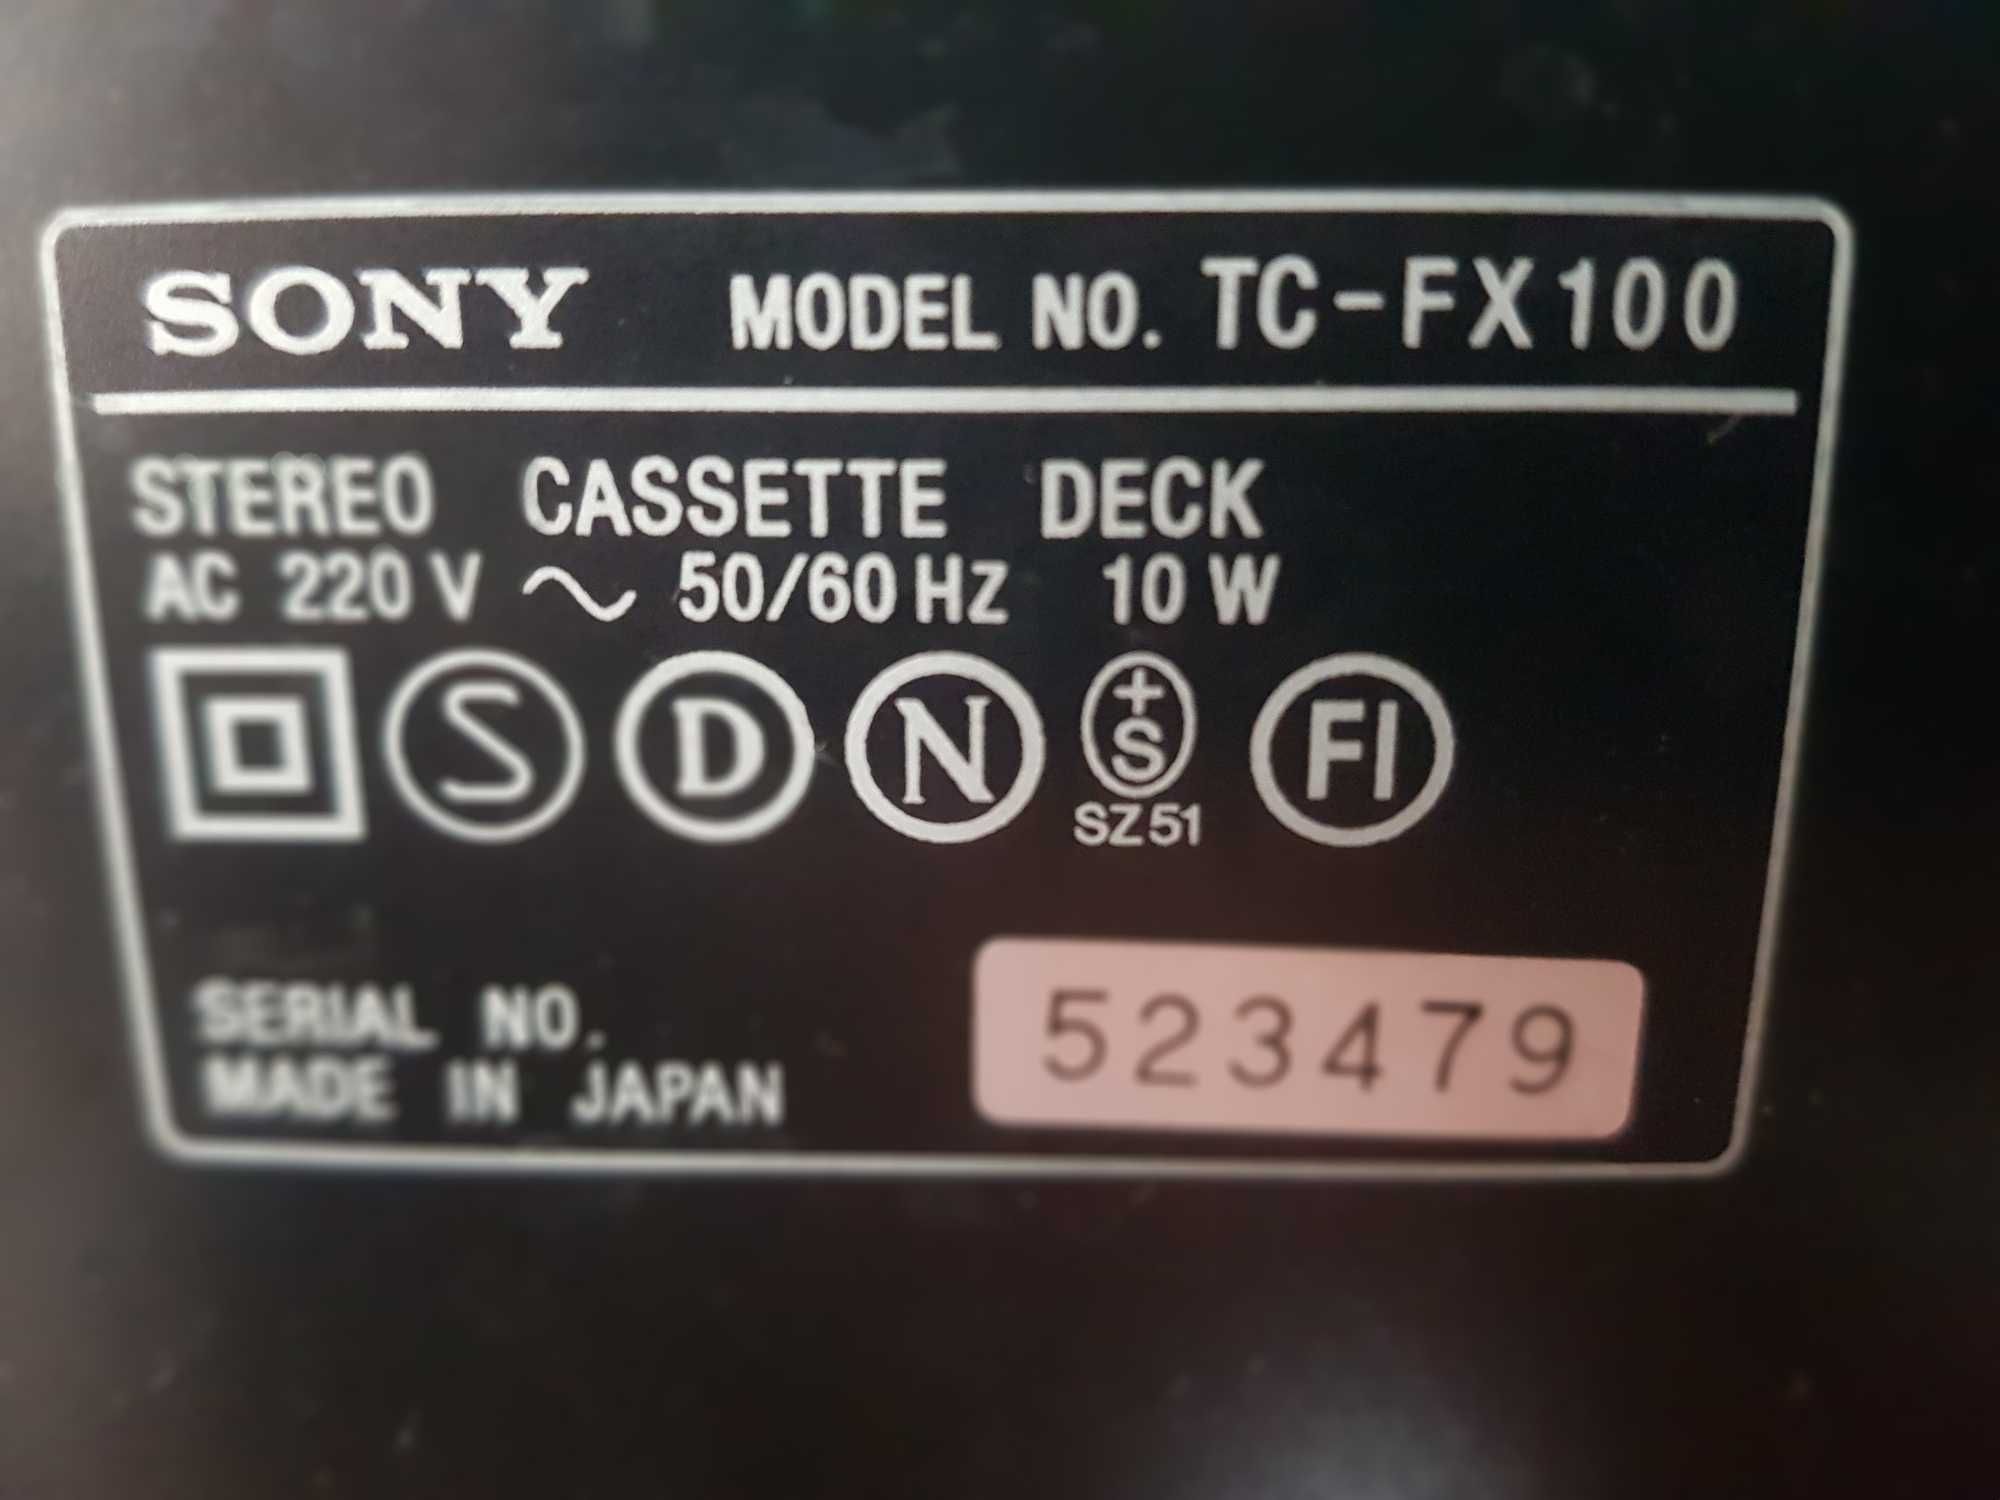 SONY MODEL NO. TC-FX100
STEREO CASSETTE DECK
AC 220 V ~ 50/60 Hz 10 W
S D N +S FI
SZ51
SERIAL NO. 523479
MADE IN JAPAN